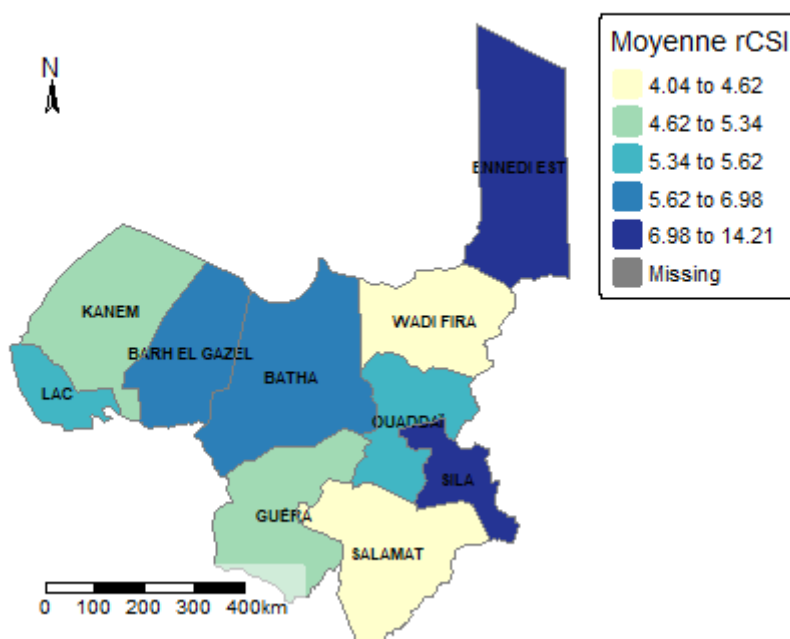 N
Moyenne rCSI
4.04 to 4.62
4.62 to 5.34
5.34 to 5.62
5.62 to 6.98
6.98 to 14.21
Missing
ENNEDI EST
KANEM
WADI FIRA
BARH EL GAZEL
BATHA
LAC
OUADDAÏ
SILA
GUÉRA
SALAMAT
0 100 200 300 400km